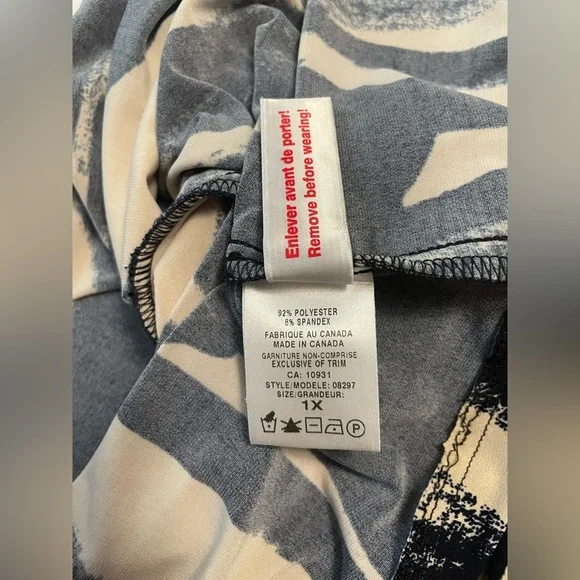 Enlever avant de porter!
Remove before wearing!
92% POLYESTER
8% SPANDEX
FABRIQUE AU CANADA
MADE IN CANADA
GARNITURE NON-COMPRISE
EXCLUSIVE OF TRIM
CA: 10931
STYLE/MODELE: 08297
SIZE/GRANDEUR:
1X
P